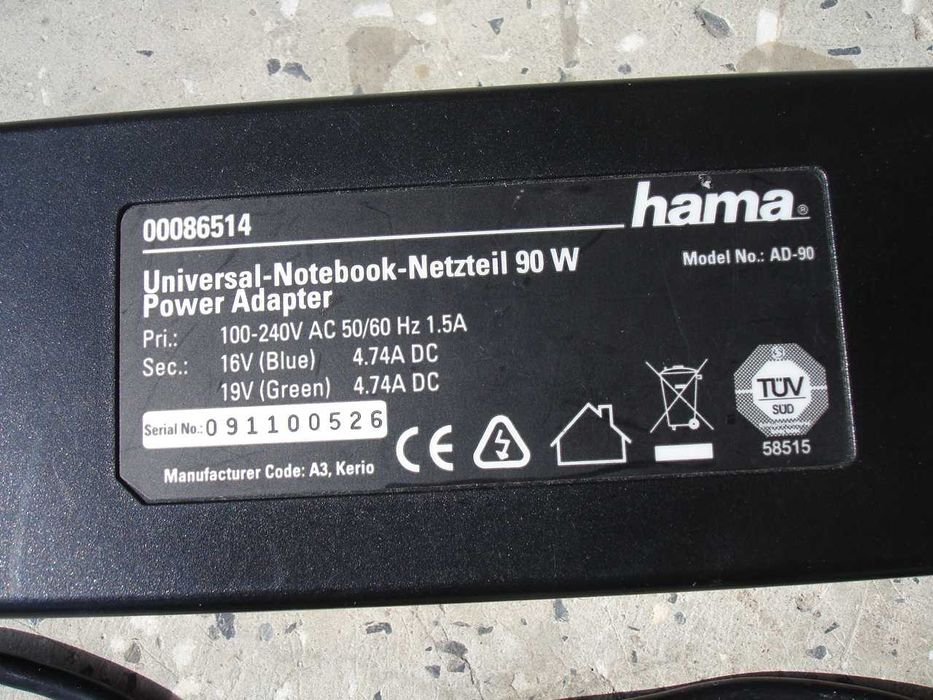 00086514
hama®
Universal-Notebook-Netzteil 90 W
Power Adapter
Model No.: AD-90
Pri.: 100-240V AC 50/60 Hz 1.5A
Sec.: 16V (Blue) 4.74A DC
19V (Green) 4.74A DC
Serial No.: 091100526
Manufacturer Code: A3, Kerio
CE
S
TÜV
SÜD
58515